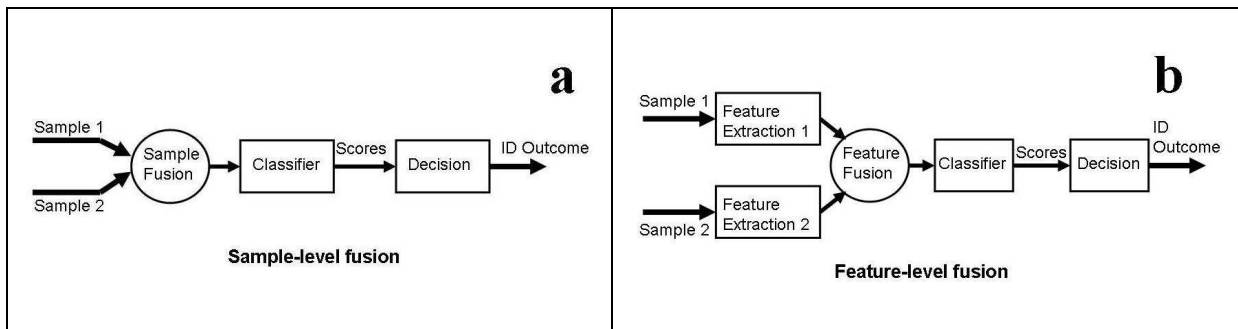 a
Sample 1
Sample
Fusion
Classifier
Scores
Decision
ID Outcome
Sample 2
Sample-level fusion
b
Sample 1
Feature
Extraction 1
Feature
Fusion
Classifier
Scores
Decision
ID
Outcome
Feature
Extraction 2
Sample 2
Feature-level fusion